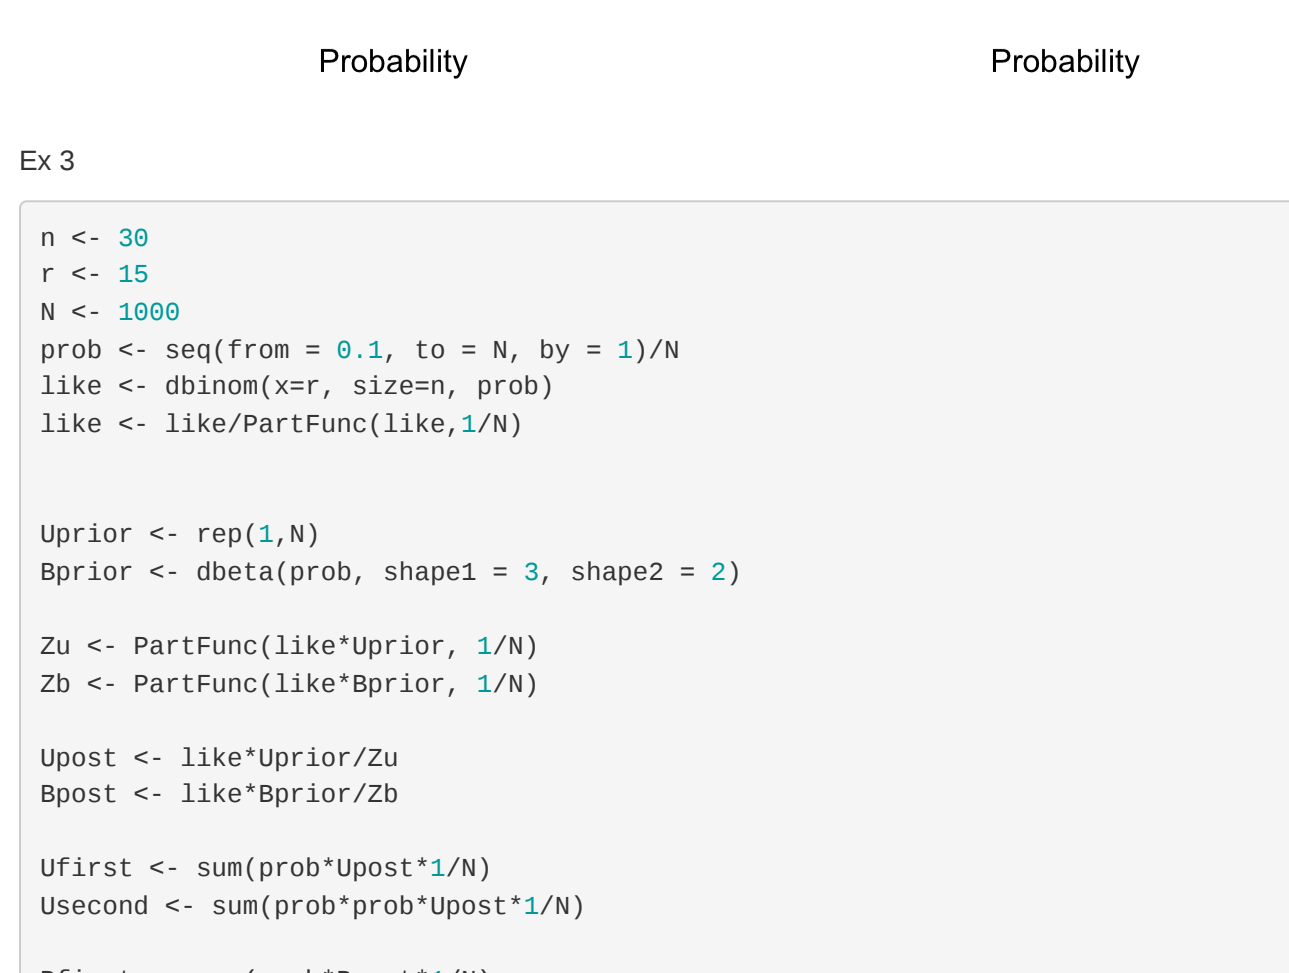 Probability Probability
Ex 3
n <- 30
r <- 15
N <- 1000
prob <- seq(from = 0.1, to = N, by = 1)/N
like <- dbinom(x=r, size=n, prob)
like <- like/PartFunc(like,1/N)
Uprior <- rep(1,N)
Bprior <- dbeta(prob, shape1 = 3, shape2 = 2)
Zu <- PartFunc(like*Uprior, 1/N)
Zb <- PartFunc(like*Bprior, 1/N)
Upost <- like*Uprior/Zu
Bpost <- like*Bprior/Zb
Ufirst <- sum(prob*Upost*1/N)
Usecond <- sum(prob*prob*Upost*1/N)